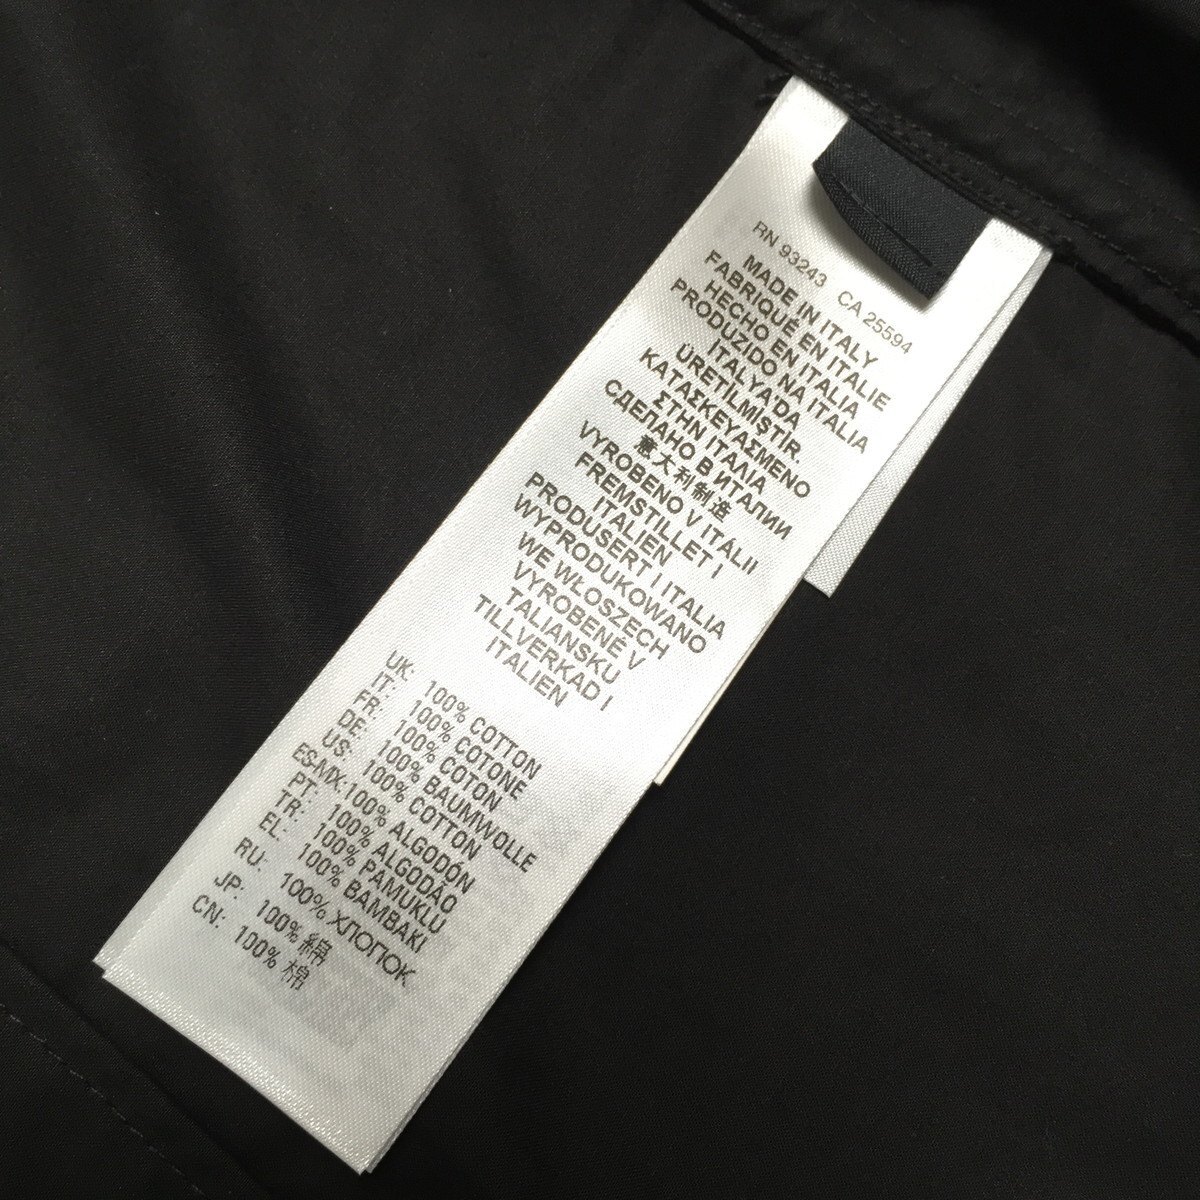 RN 93243 CA 25594
MADE IN ITALY
FABRIQUÉ EN ITALIE
HECHO EN ITALIA
PRODUZIDO NA ITALIA
ITALYA'DA
ÜRETİLMİŞTİR.
ΚΑΤΑΣΚΕΥΑΣΜΕΝΟ
ΣΤΗΝ ΙΤΑΛΙΑ
СДЕЛАНО В ИТАЛИИ
意大利制造
VYROBENO V ITALII
FREMSTILLET I
ITALIEN
PRODUSERT I ITALIA
WYPRODUKOWANO
WE WŁOSZECH
VYROBENÉ V
TALIANSKU
TILLVERKAD I
ITALIEN
UK: 100% COTTON
IT: 100% COTONE
FR: 100% COTON
DE: 100% BAUMWOLLE
US: 100% COTTON
ES-MX: 100% ALGODÓN
PT: 100% ALGODÃO
TR: 100% PAMUKLU
EL: 100% ΒΑΜΒΑΚΙ
RU: 100% ХЛОПОК
JP: 100% 綿
CN: 100% 棉